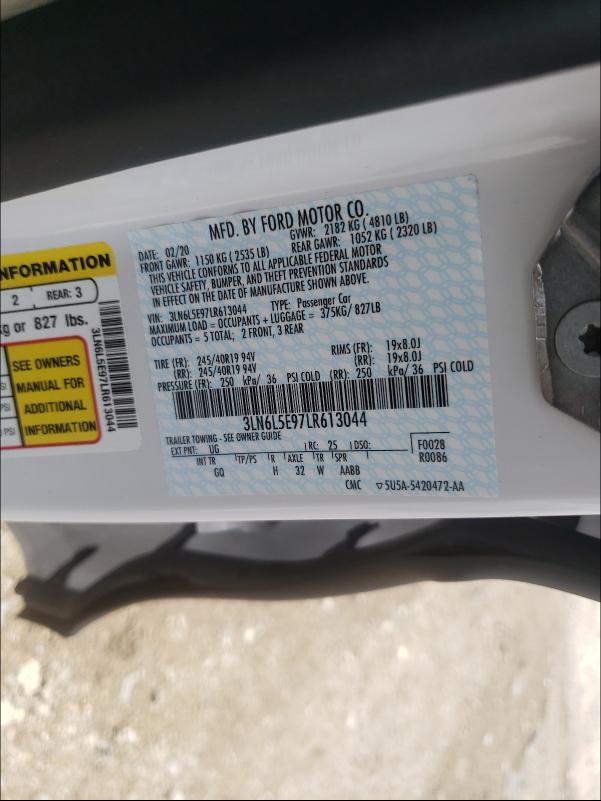 MFD. BY FORD MOTOR CO.
DATE: 02/20 GVWR: 2182 KG ( 4810 LB)
FRONT GAWR: 1150 KG ( 2535 LB) REAR GAWR: 1052 KG ( 2320 LB)
THIS VEHICLE CONFORMS TO ALL APPLICABLE FEDERAL MOTOR
VEHICLE SAFETY, BUMPER, AND THEFT PREVENTION STANDARDS
IN EFFECT ON THE DATE OF MANUFACTURE SHOWN ABOVE.
VIN: 3LN6L5E97LR613044 TYPE: Passenger Car
MAXIMUM LOAD = OCCUPANTS + LUGGAGE = 375KG/ 827LB
OCCUPANTS = 5 TOTAL; 2 FRONT, 3 REAR
TIRE (FR): 245/40R19 94V RIMS (FR): 19x8.0J
(RR): 245/40R19 94V (RR): 19x8.0J
PRESSURE (FR): 250 kPa/ 36 PSI COLD (RR): 250 kPa/ 36 PSI COLD
3LN6L5E97LR613044
TRAILER TOWING - SEE OWNER GUIDE
EXT PNT: UG RC: 25 DSO: F0028
INT TR TP/PS R AXLE TR SPR R0086
GQ H 32 W AABB
CMC 5U5A-5420472-AA
NFORMATION
2 REAR: 3
kg or 827 lbs.
SEE OWNERS
MANUAL FOR
ADDITIONAL
INFORMATION
PSI
3LN6L5E97LR613044